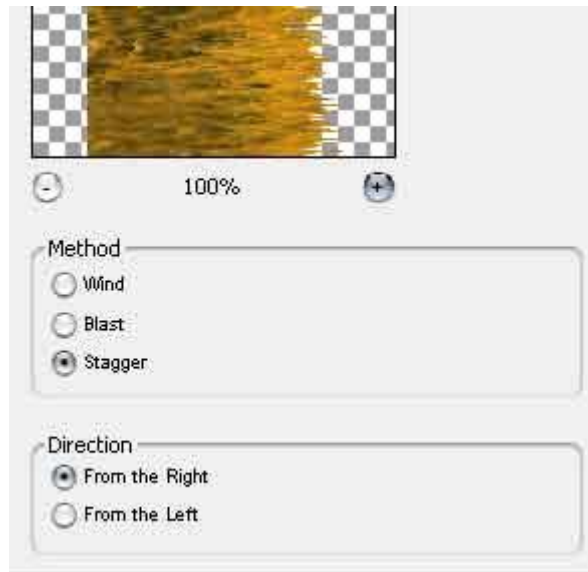 100%
Method
Wind
Blast
Stagger
Direction
From the Right
From the Left